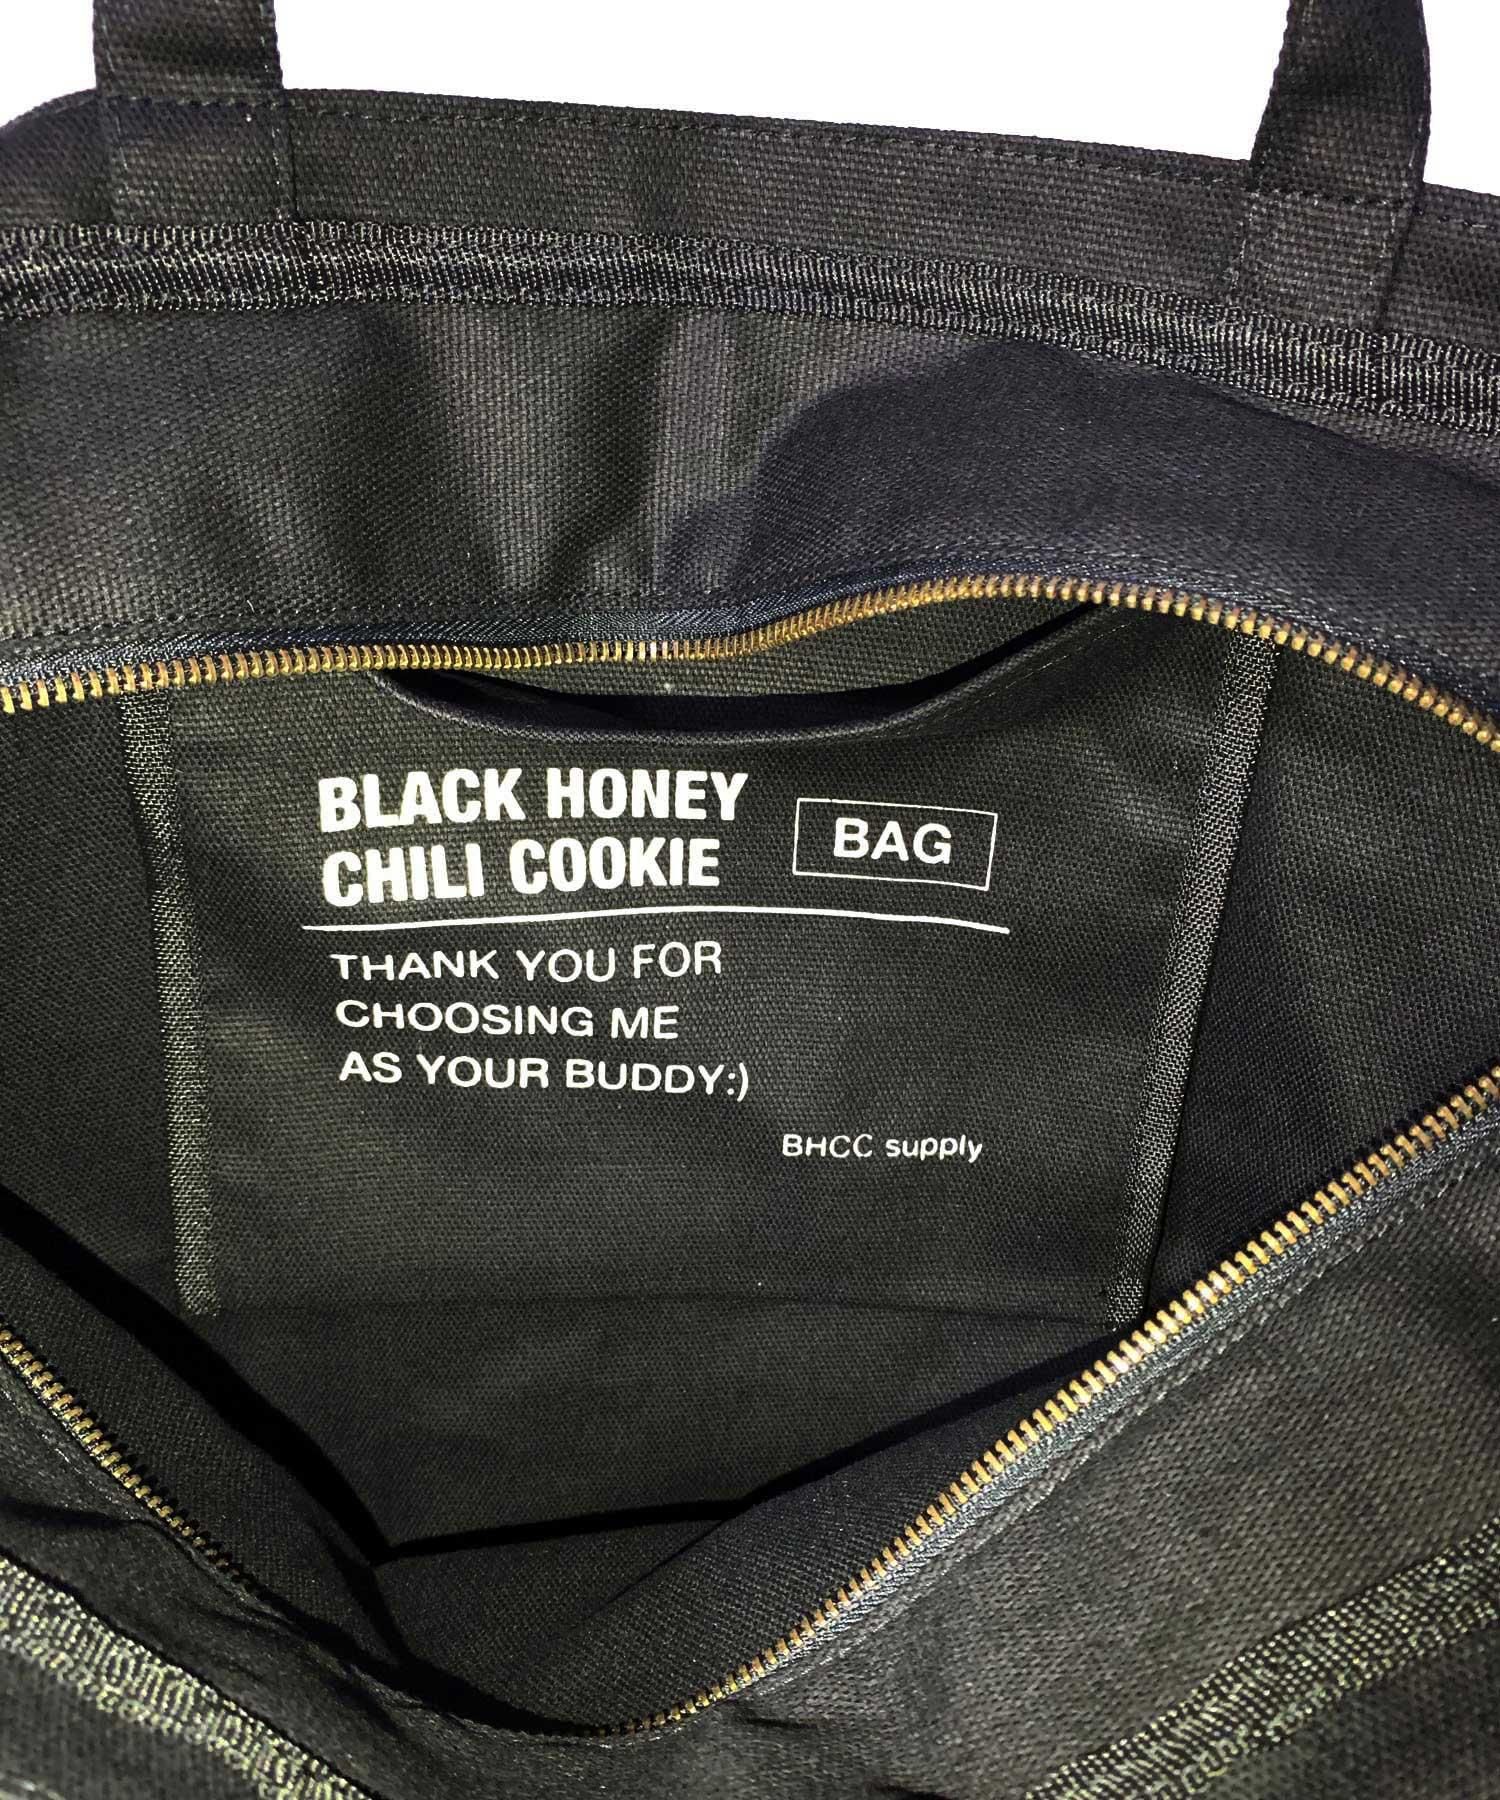 BLACK HONEY
CHILI COOKIE
BAG
THANK YOU FOR
CHOOSING ME
AS YOUR BUDDY:)
BHCC supply